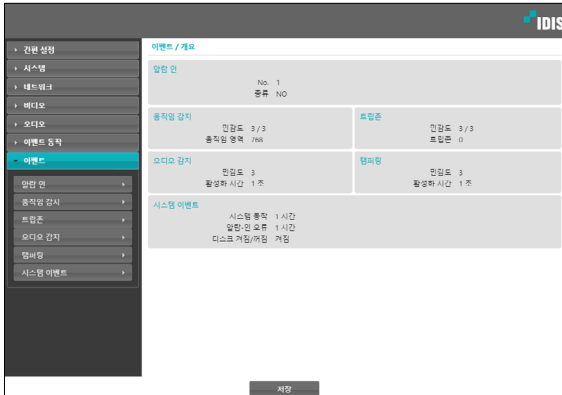 IDIS
간편 설정
시스템
네트워크
비디오
오디오
이벤트 동작
이벤트
알람 인
움직임 감지
트립존
오디오 감지
탬퍼링
시스템 이벤트
이벤트 / 개요
알람 인
No. 1
종류 NO
움직임 감지
민감도 3 / 3
움직임 영역 768
트립존
민감도 3 / 3
트립존 0
오디오 감지
민감도 3
활성화 시간 1 초
탬퍼링
민감도 3
활성화 시간 1 초
시스템 이벤트
시스템 동작 1 시간
알람-인 오류 1 시간
디스크 켜짐/꺼짐 켜짐
저장